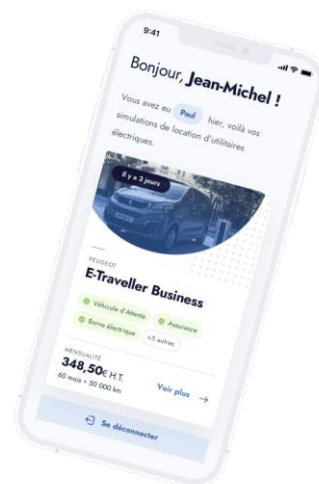 9:41
Bonjour, Jean-Michel !
Vous avez eu Paul hier, voilà vos
simulations de location d'utilitaires
électriques.
Il y a 3 jours
PEUGEOT
E-Traveller Business
Véhicule d'Attente
Assurance
Borne électrique
+5 autres
MENSUALITÉ
348,50€ H.T.
60 mois • 30 000 km
Voir plus →
Se déconnecter